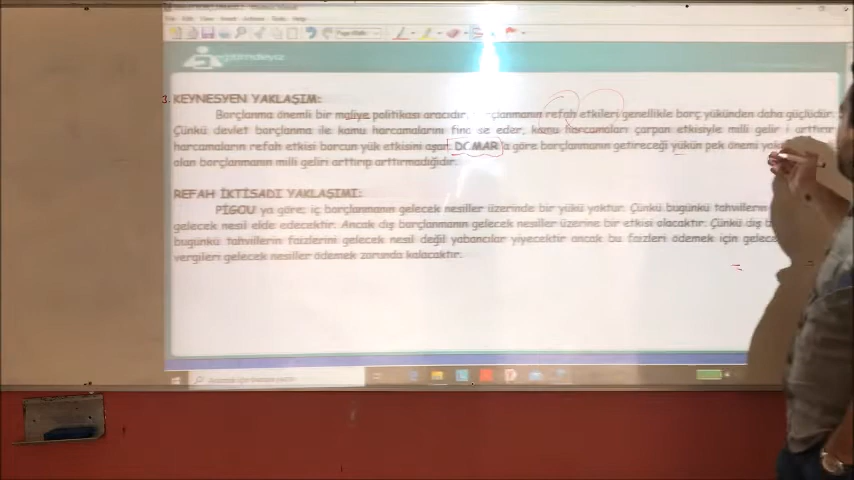 eğitimdeyiz
3. KEYNESYEN YAKLAŞIM:
Borçlanma önemli bir maliye politikası aracıdır. refah etkileri genellikle borç yükünden daha güçlüdür.
Çünkü devlet borçlanma ile kamu harcamalarını eder, kamu harcamaları çarpan etkisiyle milli gelir
harcamaların refah etkisi borcun yük etkisini aşar. DOMAR'a göre borçlanmanın getireceği yükün pek önemi
olan borçlanmanın milli geliri arttırıp arttırmadığıdır.
REFAH İKTİSADI YAKLAŞIMI:
PİGOU ya göre; iç borçlanmanın gelecek nesiller üzerinde bir yükü yoktur. Çünkü bugünkü tahvillerin
gelecek nesil elde edecektir. Ancak dış borçlanmanın gelecek nesiller üzerine bir etkisi olacaktır. Çünkü dış
bugünkü tahvillerin faizlerini gelecek nesil değil yabancılar yiyecektir ancak bu faizleri ödemek için
vergileri gelecek nesiller ödemek zorunda kalacaktır.